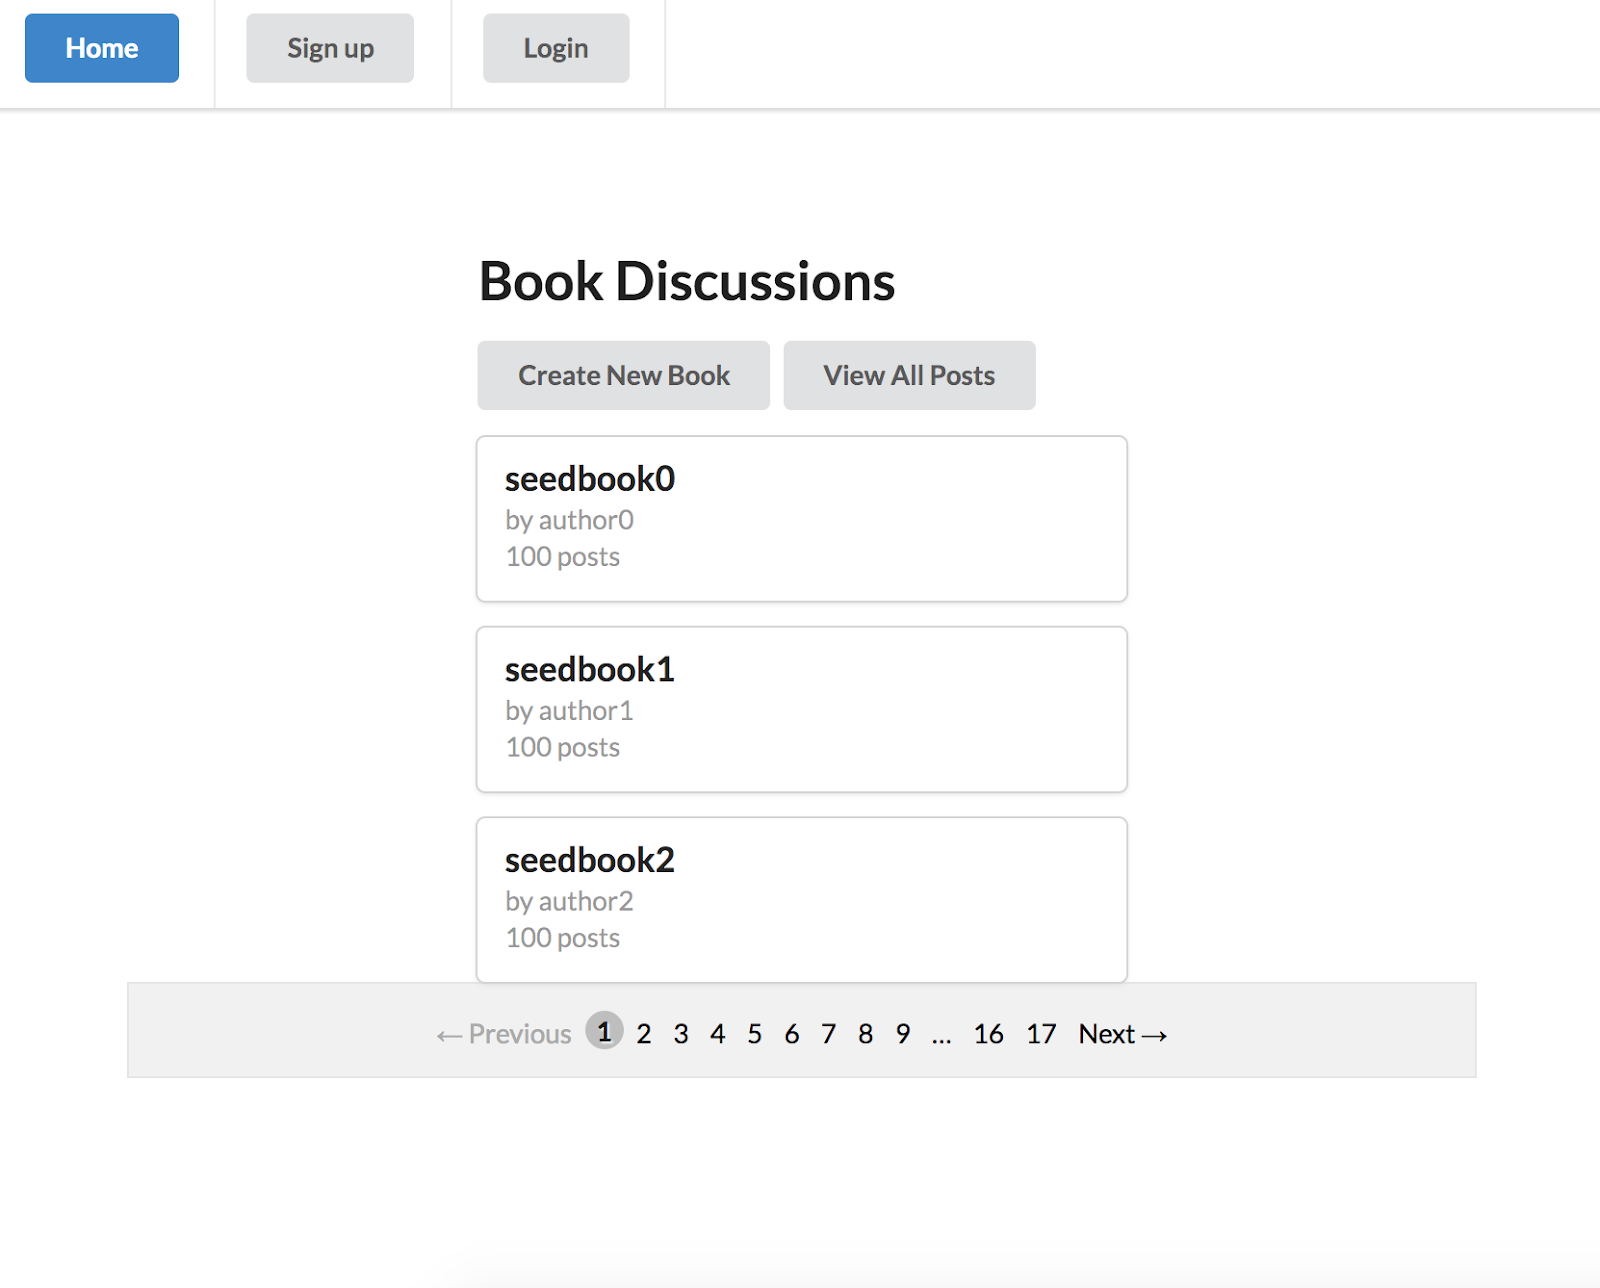 Home Sign up Login
Book Discussions
Create New Book View All Posts
seedbook0
by author0
100 posts
seedbook1
by author1
100 posts
seedbook2
by author2
100 posts
← Previous 1 2 3 4 5 6 7 8 9 ... 16 17 Next →